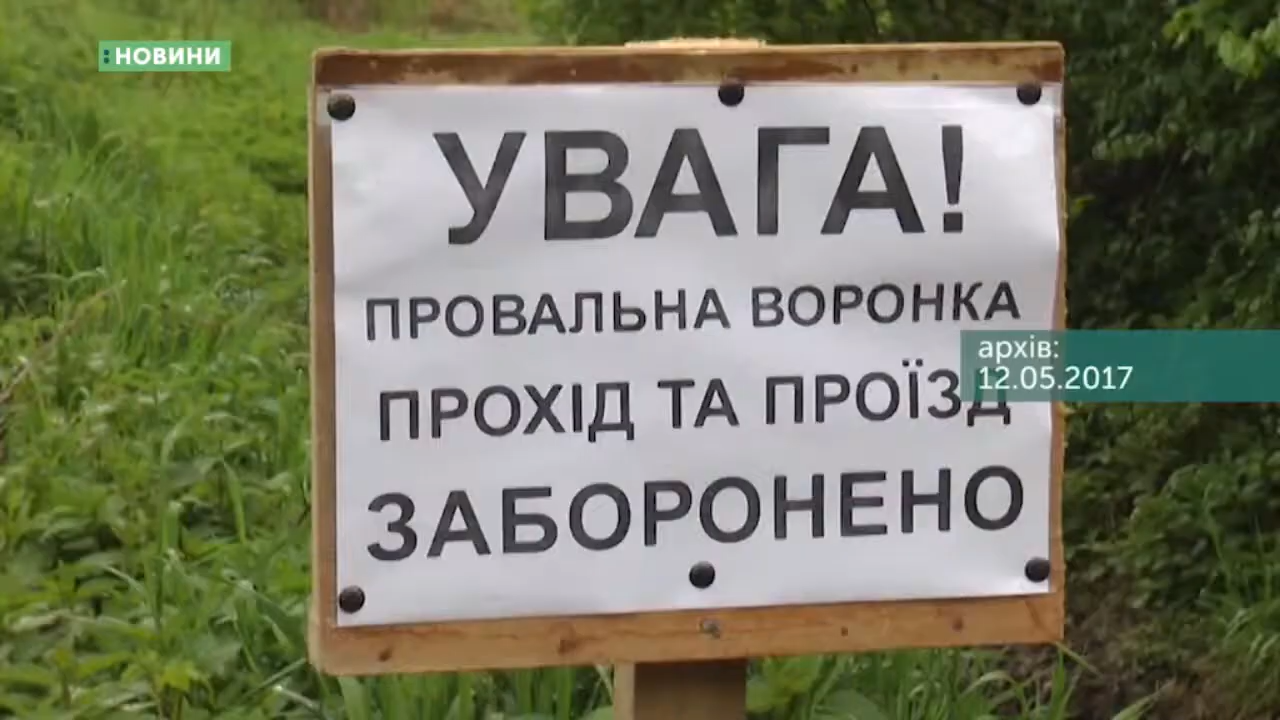 :НОВИНИ
УВАГА!
ПРОВАЛЬНА ВОРОНКА
ПРОХІД ТА ПРОЇЗД
ЗАБОРОНЕНО
архів:
12.05.2017